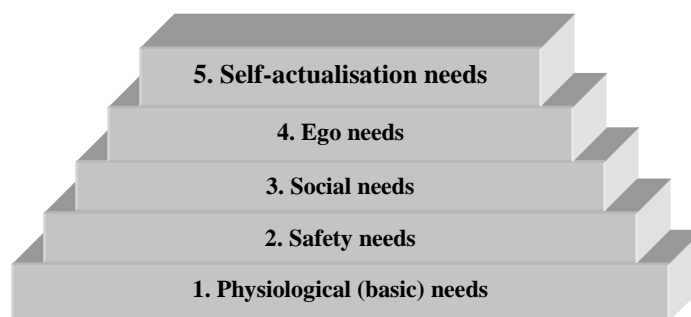 5. Self-actualisation needs
4. Ego needs
3. Social needs
2. Safety needs
1. Physiological (basic) needs